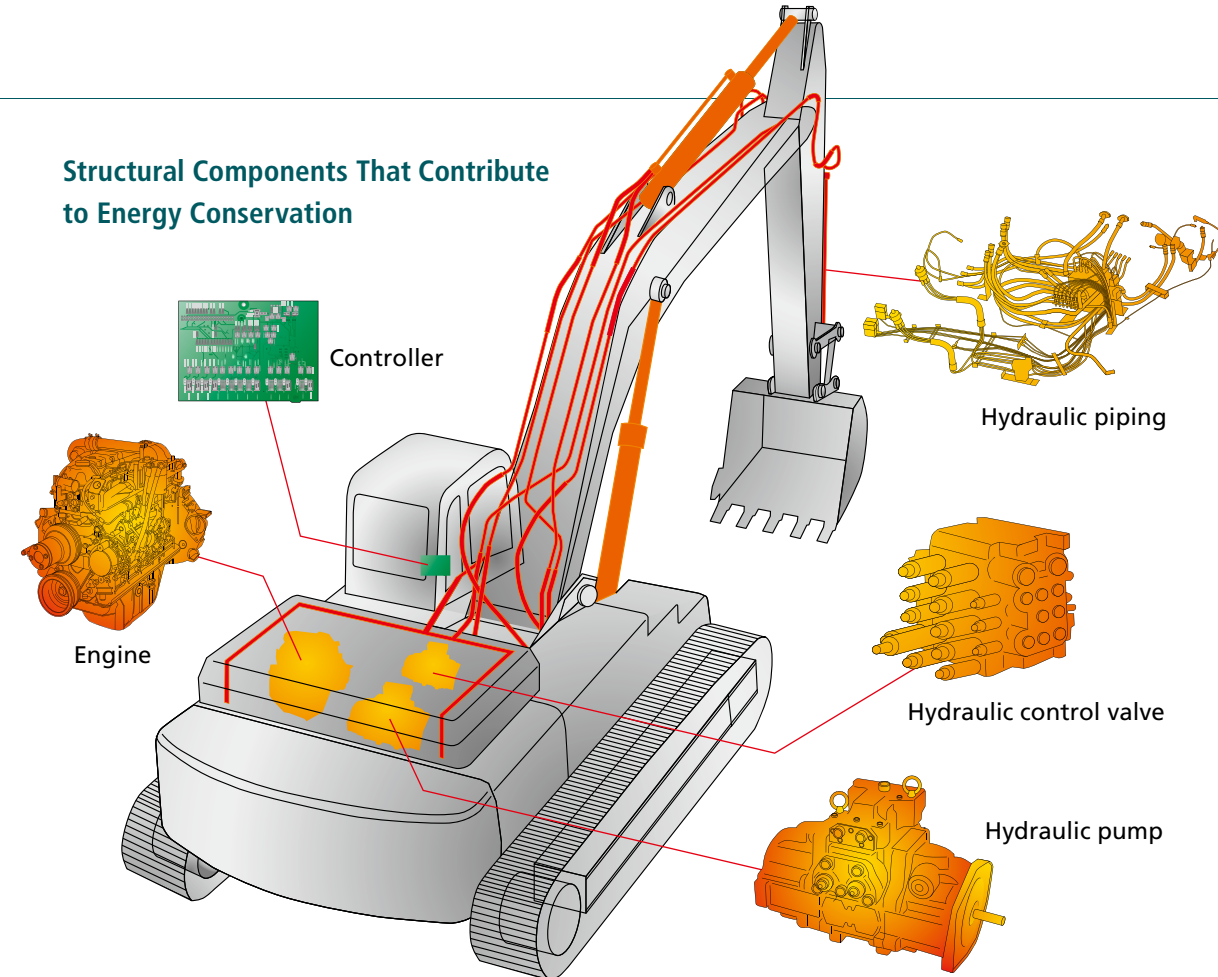 Structural Components That Contribute
to Energy Conservation
Controller
Hydraulic piping
Engine
Hydraulic control valve
Hydraulic pump